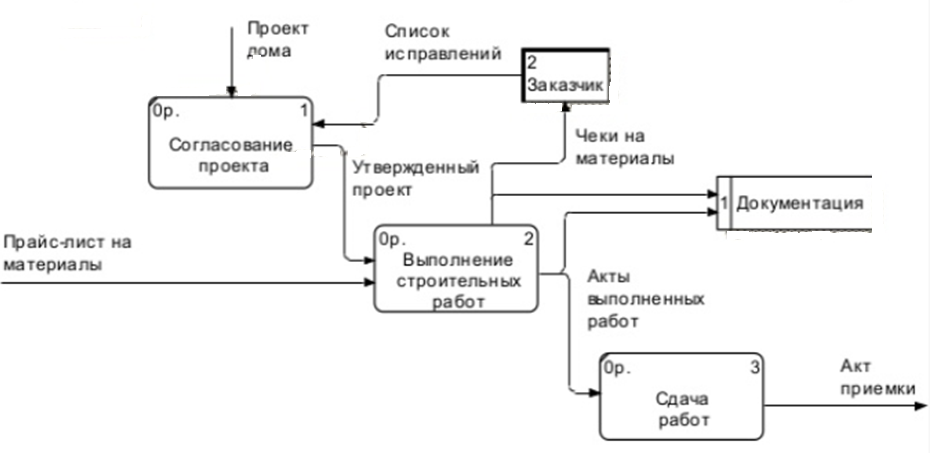 Проект
дома
Список
исправлений
2
Заказчик
0р. 1
Согласование
проекта
Чеки на
материалы
Утвержденный
проект
1 Документация
Прайс-лист на
материалы
0р. 2
Выполнение
строительных
работ
Акты
выполненных
работ
0р. 3
Сдача
работ
Акт
приемки